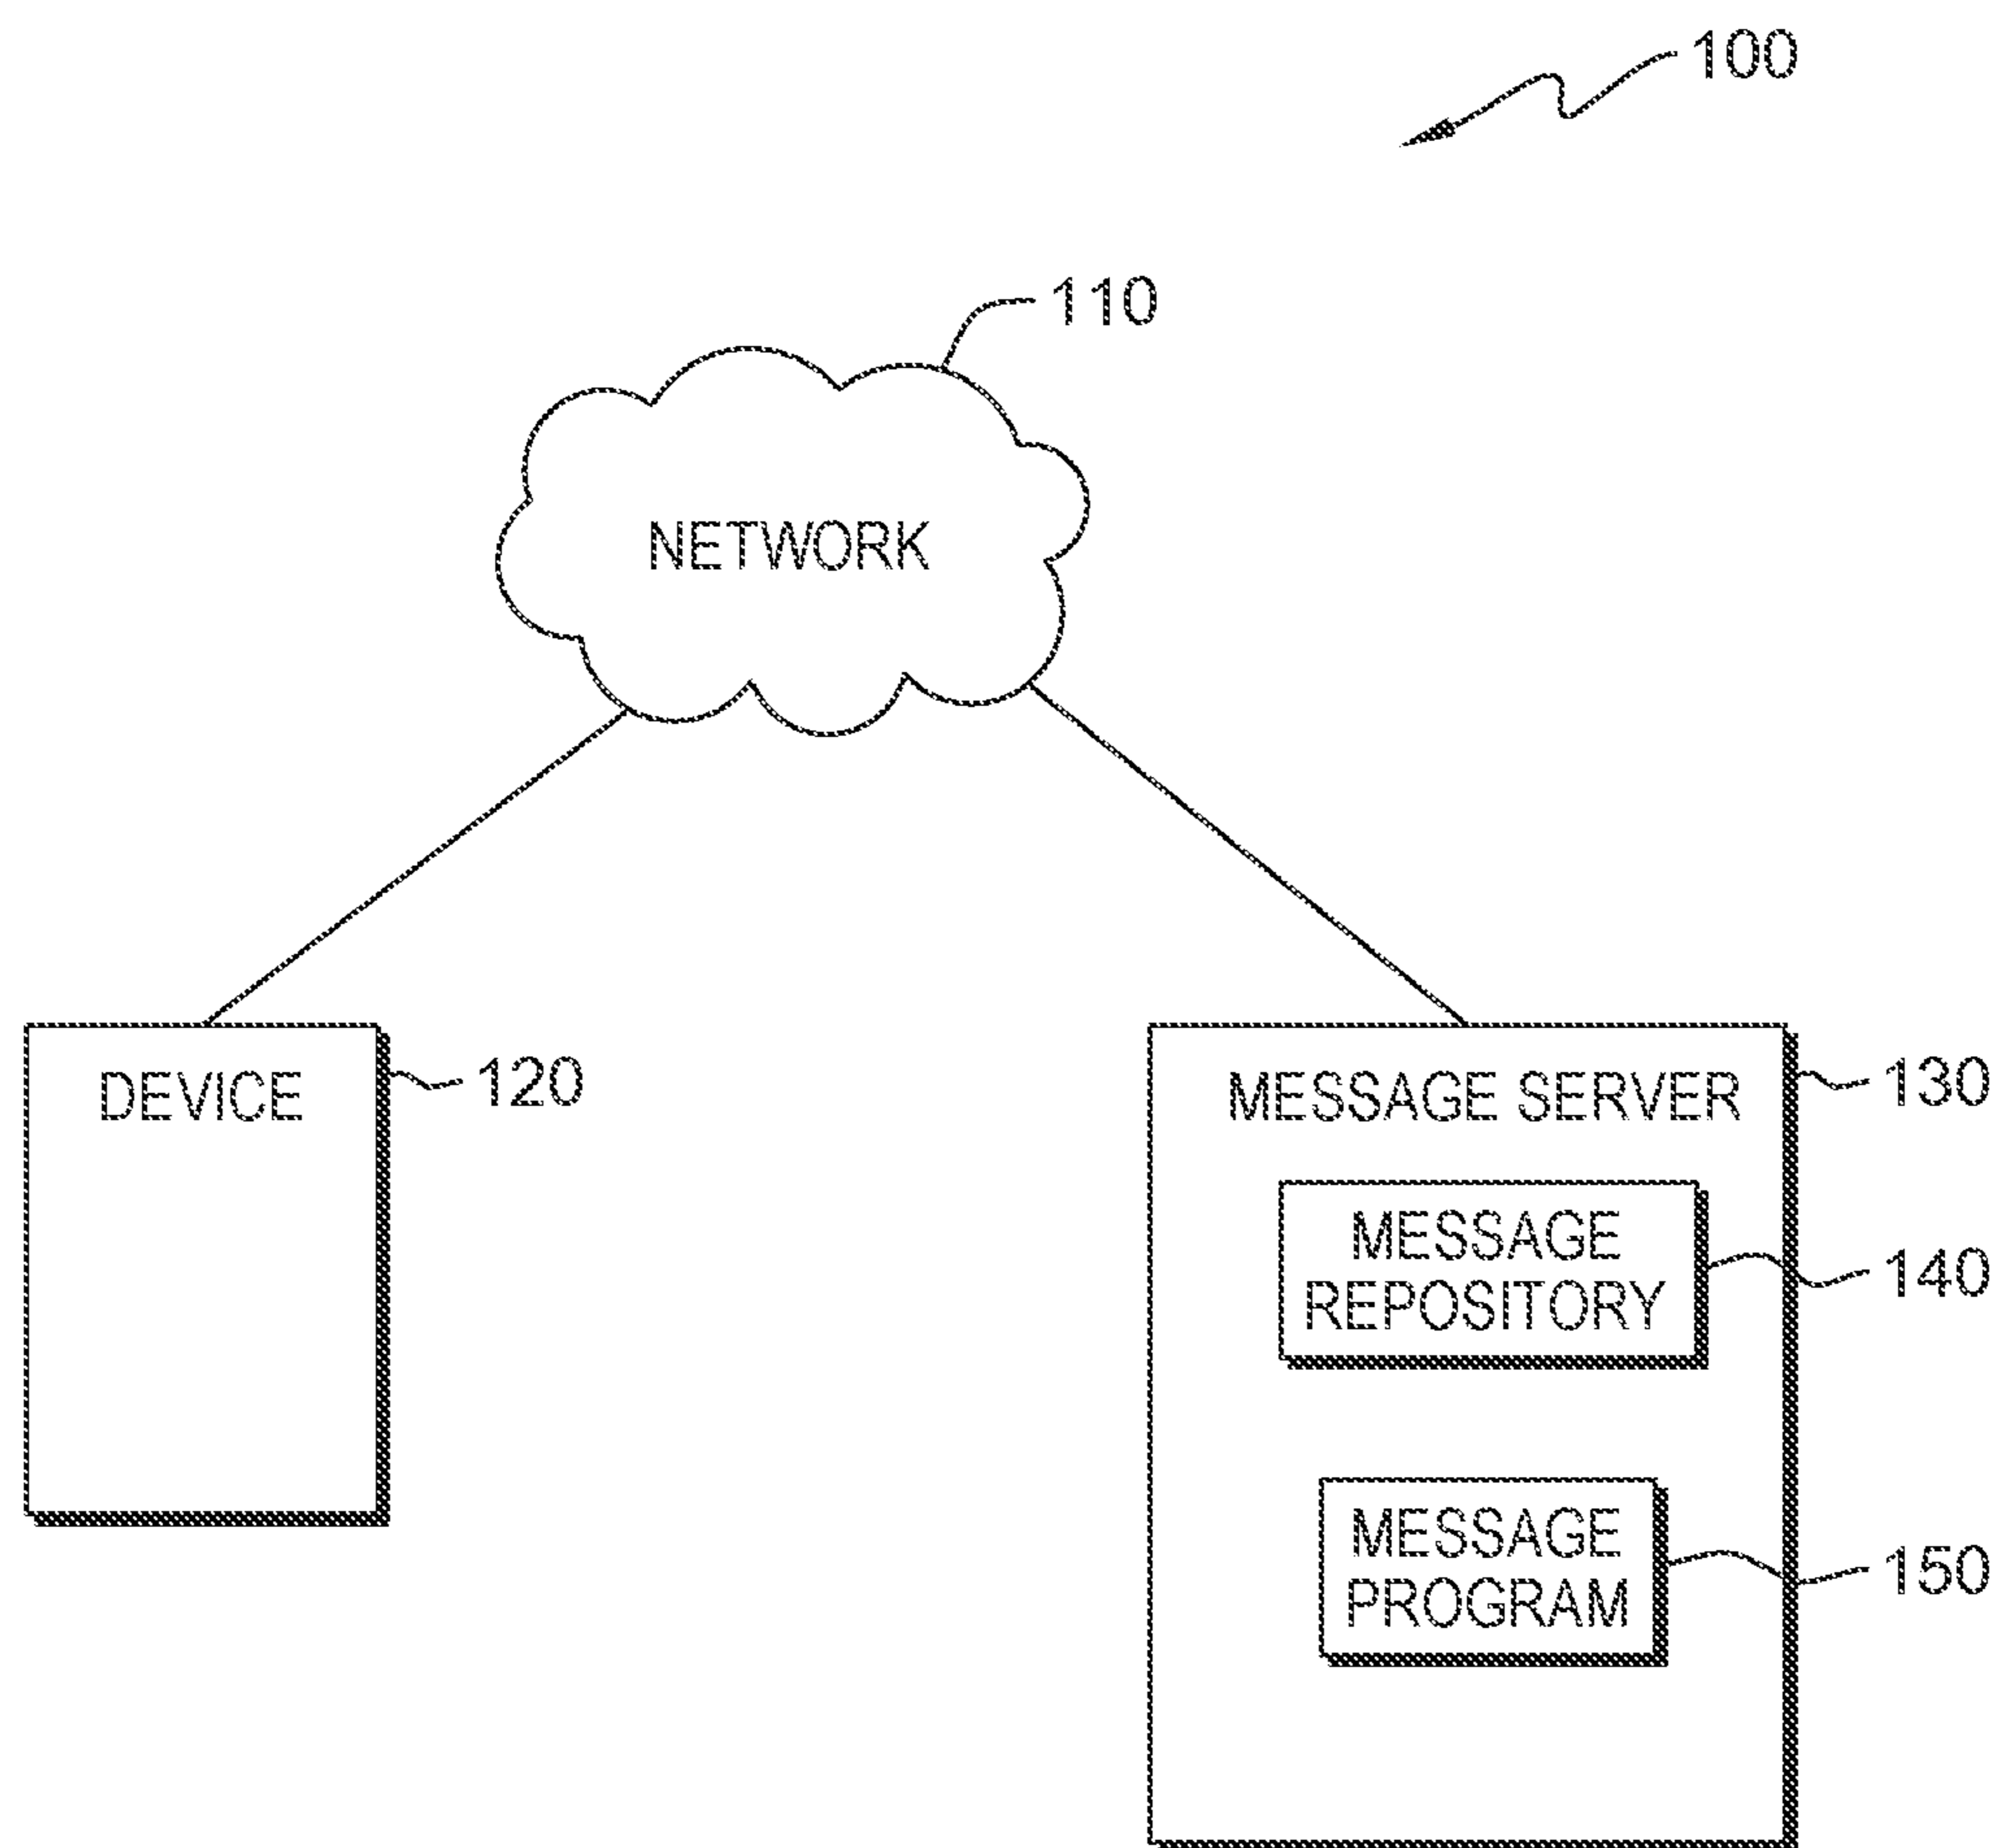 100
110
NETWORK
DEVICE
120
MESSAGE SERVER
130
MESSAGE
REPOSITORY
140
MESSAGE
PROGRAM
150